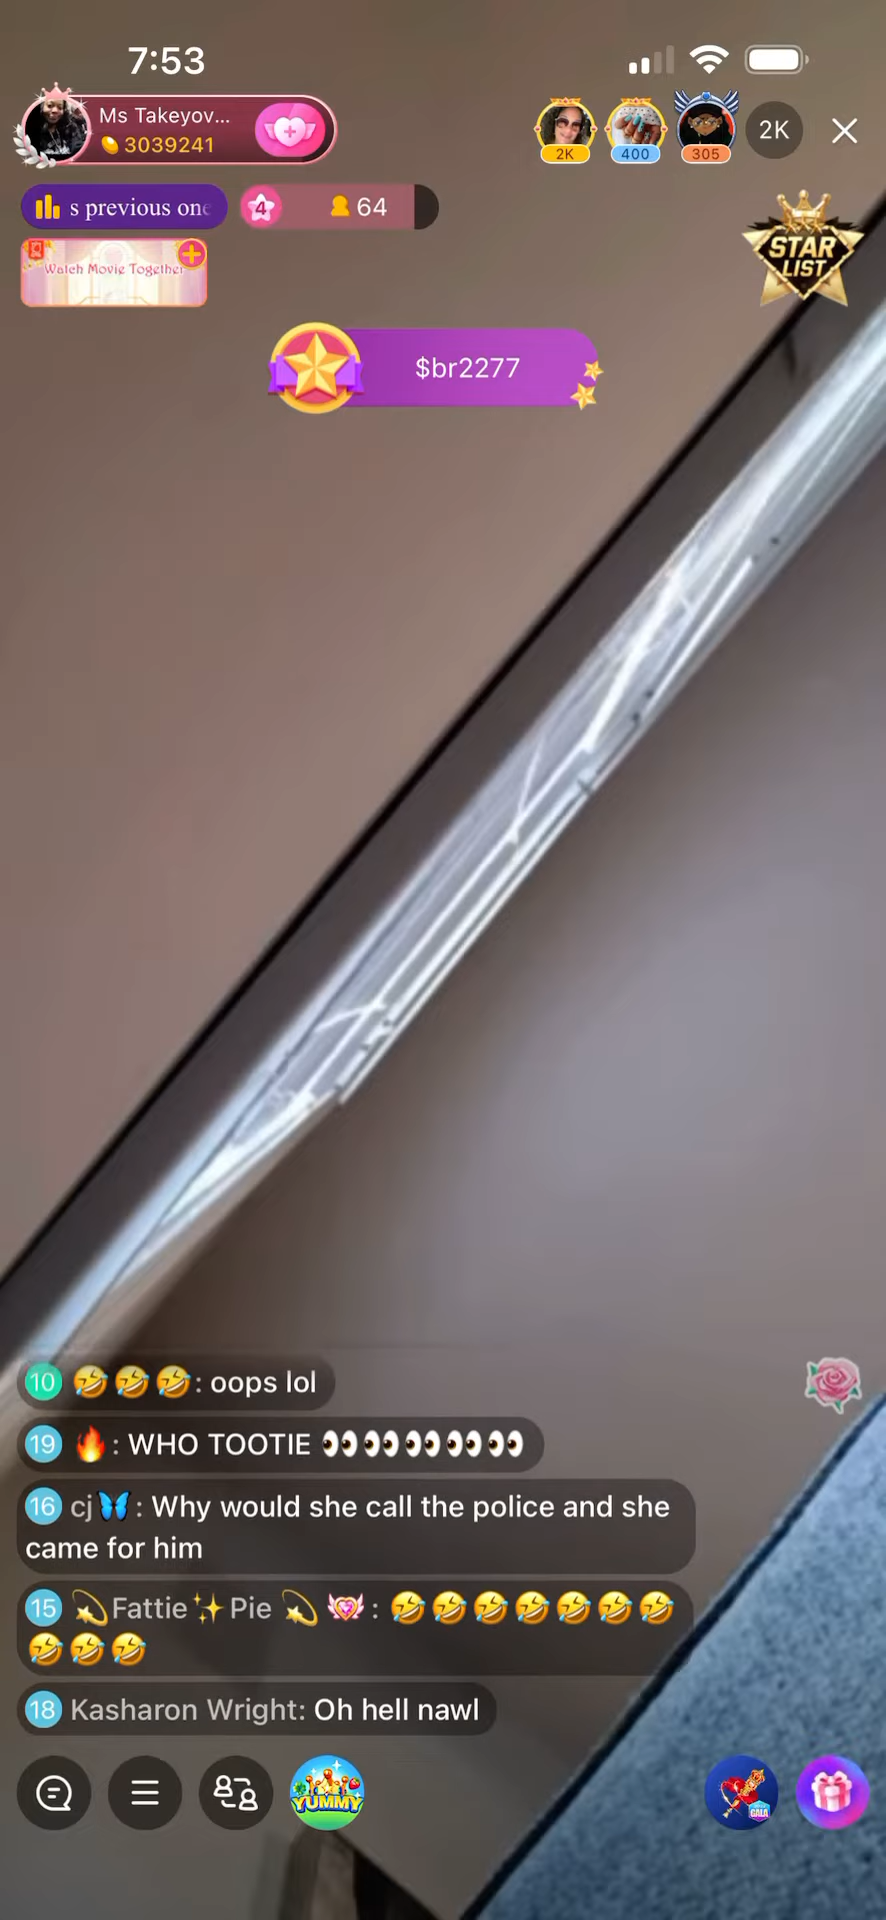 7:53
Ms Takeyov...
3039241
2K
400
305
2K
s previous one
4
64
Watch Movie Together
STAR
LIST
$br2277
10 🤣🤣🤣: oops lol
19 🔥: WHO TOOTIE 👀👀👀👀👀
16 cj🦋: Why would she call the police and she
came for him
15 💫Fattie✨Pie 💫 💖: 🤣🤣🤣🤣🤣🤣🤣
🤣🤣🤣
18 Kasharon Wright: Oh hell nawl
YUMMY
GALA